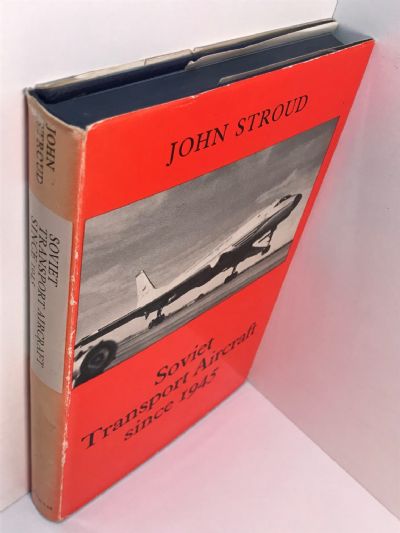 JOHN STROUD
Soviet
Transport Aircraft
since 1945
JOHN
STROUD
SOVIET
TRANSPORT AIRCRAFT
SINCE 1945